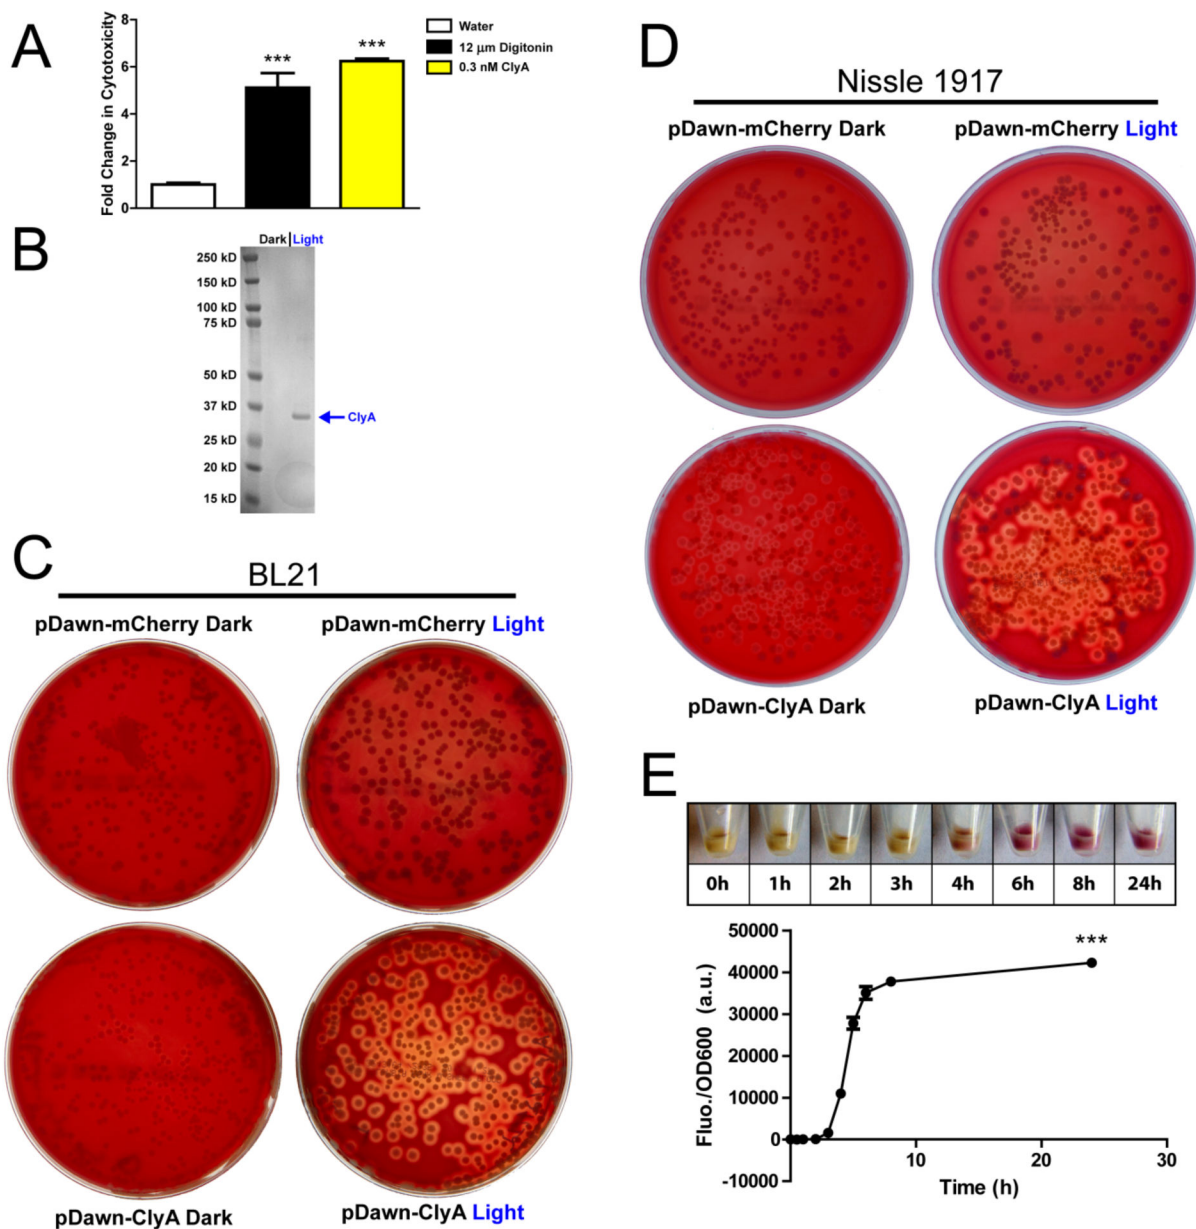 A
Fold Change in Cytotoxicity
8
6
4
2
0
***
***
Water
12 μm Digitonin
0.3 nM ClyA
B
Dark|Light
250 kD
150 kD
100 kD
75 kD
50 kD
37 kD
25 kD
20 kD
15 kD
ClyA
C
BL21
pDawn-mCherry Dark
pDawn-mCherry Light
pDawn-ClyA Dark
pDawn-ClyA Light
D
Nissle 1917
pDawn-mCherry Dark
pDawn-mCherry Light
pDawn-ClyA Dark
pDawn-ClyA Light
E
0h 1h 2h 3h 4h 6h 8h 24h
Fluo./OD600 (a.u.)
50000
40000
30000
20000
10000
0
-10000
***
10 20 30
Time (h)